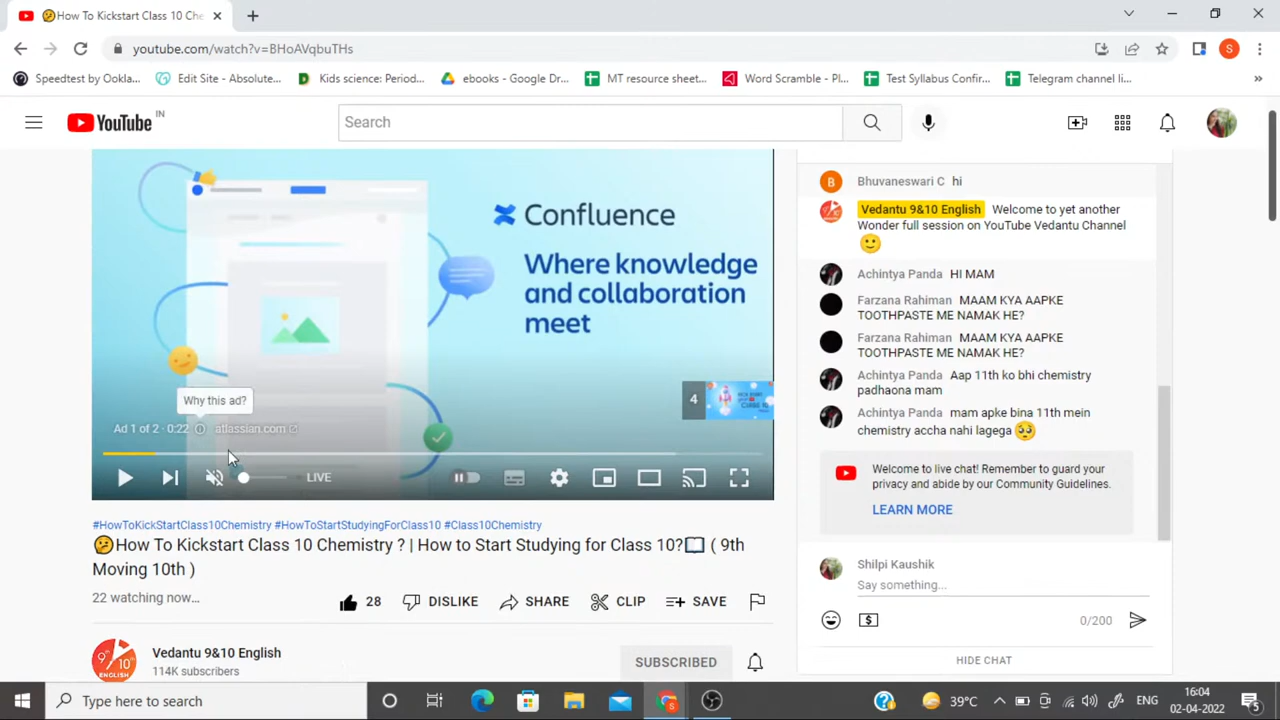 🤔How To Kickstart Class 10 Che
youtube.com/watch?v=BHoAVqbuTHs
S
Speedtest by Ookla...
Edit Site - Absolute...
Kids science: Period...
ebooks - Google Dr...
MT resource sheet...
Word Scramble - Pl...
Test Syllabus Confir...
Telegram channel li...
»
YouTube IN
Search
Confluence
Where knowledge
and collaboration
meet
Why this ad?
4
Ad 1 of 2 · 0:22 atlassian.com
LIVE
#HowToKickStartClass10Chemistry #HowToStartStudyingForClass10 #Class10Chemistry
🤔How To Kickstart Class 10 Chemistry ? | How to Start Studying for Class 10?📖 ( 9th
Moving 10th )
22 watching now...
28
DISLIKE
SHARE
CLIP
SAVE
9th 10th ENGLISH
Vedantu 9&10 English
114K subscribers
SUBSCRIBED
B
Bhuvaneswari C hi
Vedantu 9&10 English Welcome to yet another
Wonder full session on YouTube Vedantu Channel
🙂
Achintya Panda HI MAM
Farzana Rahiman MAAM KYA AAPKE
TOOTHPASTE ME NAMAK HE?
Farzana Rahiman MAAM KYA AAPKE
TOOTHPASTE ME NAMAK HE?
Achintya Panda Aap 11th ko bhi chemistry
padhaona mam
Achintya Panda mam apke bina 11th mein
chemistry accha nahi lagega 🥺
Welcome to live chat! Remember to guard your
privacy and abide by our Community Guidelines.
LEARN MORE
Shilpi Kaushik
Say something...
0/200
HIDE CHAT
Type here to search
39°C
ENG
16:04
02-04-2022
5